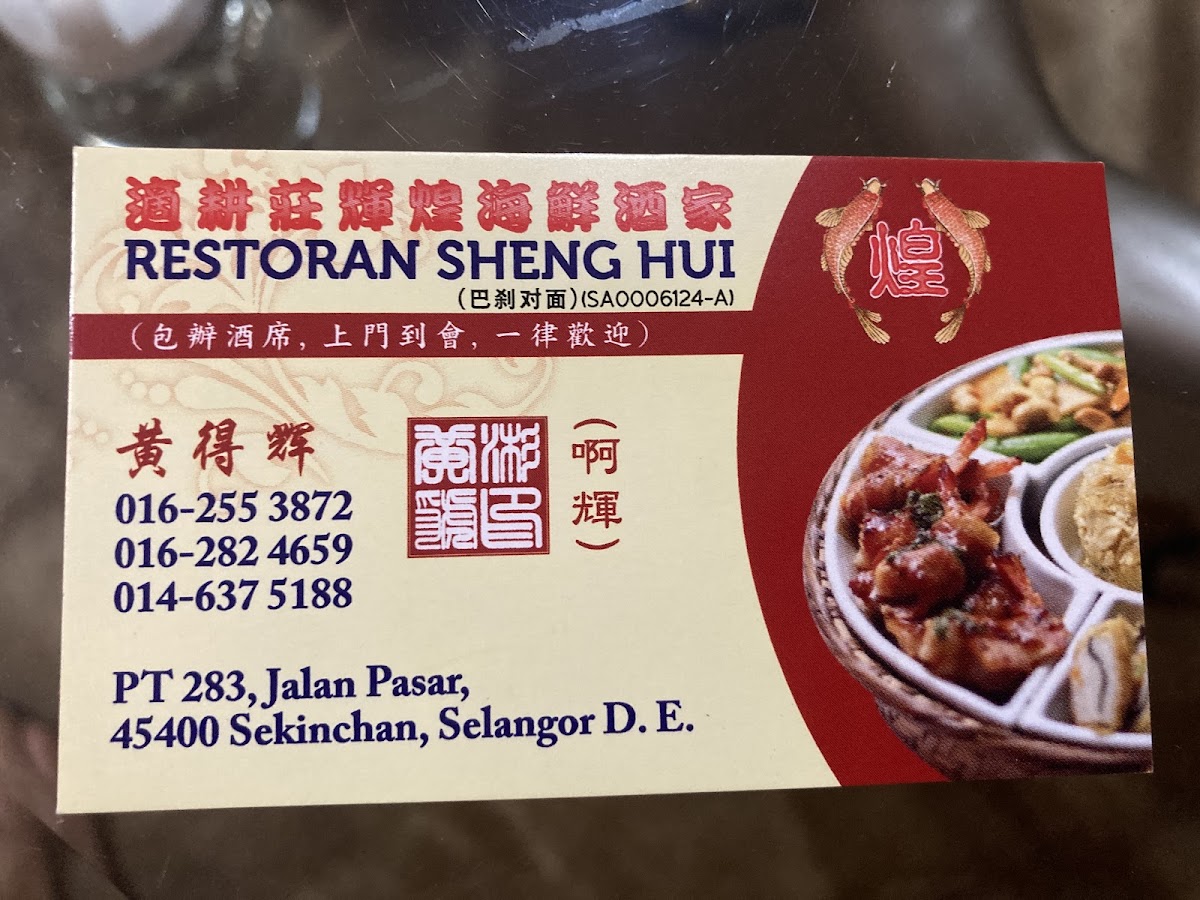 適耕莊輝煌海鮮酒家
RESTORAN SHENG HUI
(巴刹对面)(SA0006124-A)
(包辦酒席, 上門到會, 一律歡迎)
煌
黃得辉
(啊輝)
016-255 3872
016-282 4659
014-637 5188
PT 283, Jalan Pasar,
45400 Sekinchan, Selangor D. E.